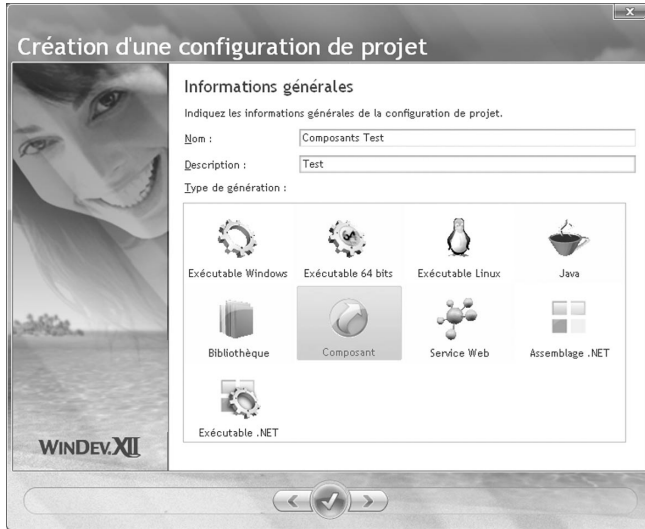 Création d'une configuration de projet
Informations générales
Indiquez les informations générales de la configuration de projet.
Nom :
Composants Test
Description :
Test
Type de génération :
Exécutable Windows
Exécutable 64 bits
Exécutable Linux
Java
Bibliothèque
Composant
Service Web
Assemblage .NET
Exécutable .NET
WINDEV.XII